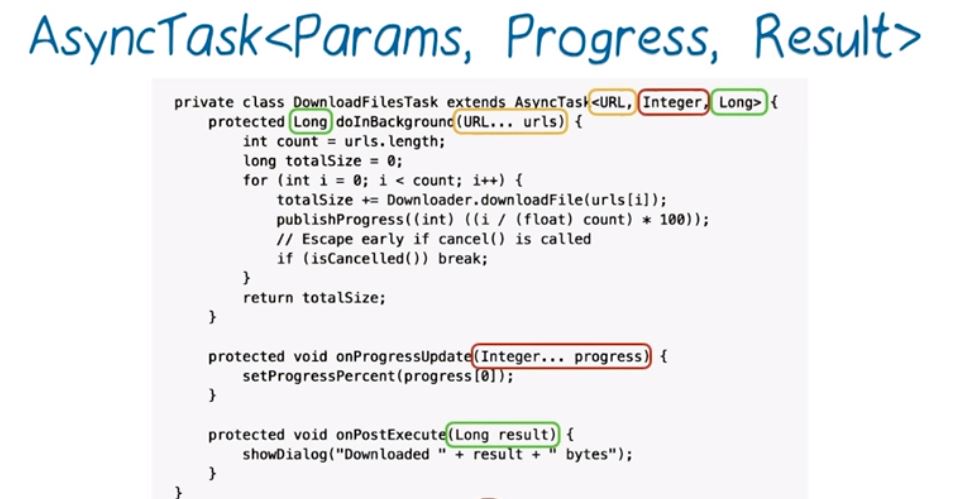 AsyncTask<Params, Progress, Result>
private class DownloadFilesTask extends AsyncTask<URL, Integer, Long> {
protected Long doInBackground(URL... urls) {
int count = urls.length;
long totalSize = 0;
for (int i = 0; i < count; i++) {
totalSize += Downloader.downloadFile(urls[i]);
publishProgress((int) ((i / (float) count) * 100));
// Escape early if cancel() is called
if (isCancelled()) break;
}
return totalSize;
}
protected void onProgressUpdate(Integer... progress) {
setProgressPercent(progress[0]);
}
protected void onPostExecute(Long result) {
showDialog("Downloaded " + result + " bytes");
}
}